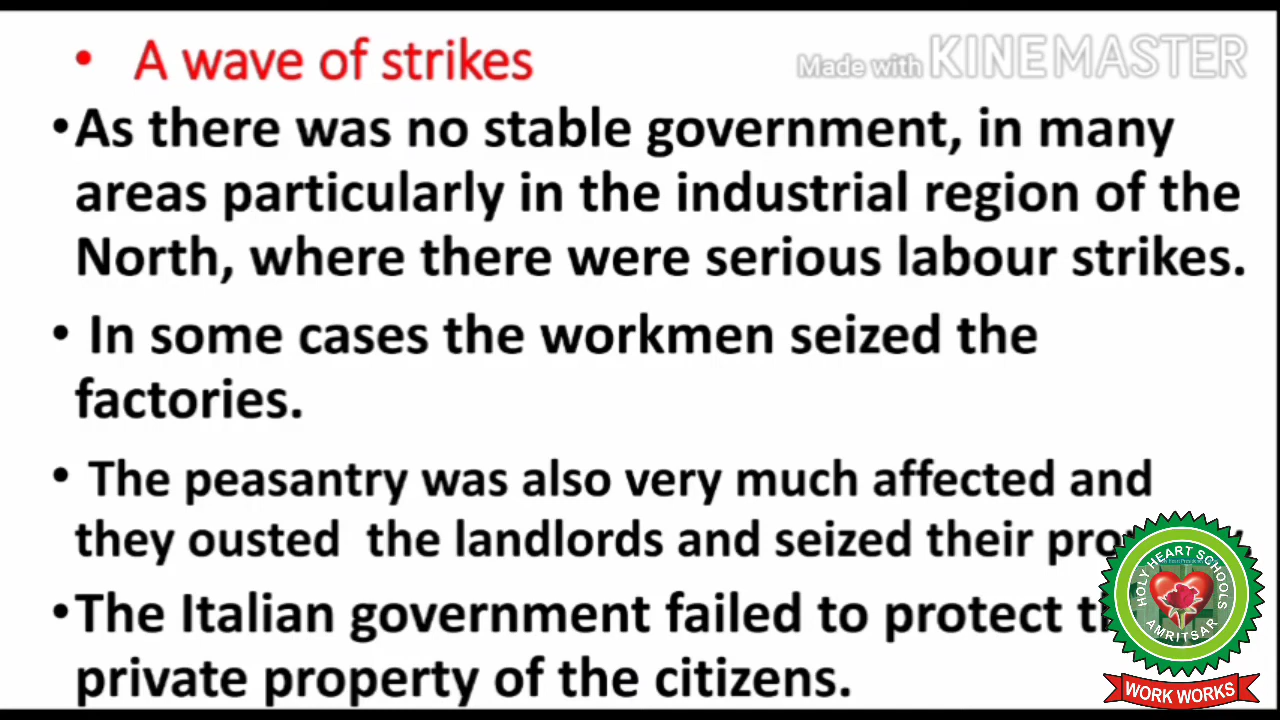 • A wave of strikes
Made with KINEMASTER
•As there was no stable government, in many
areas particularly in the industrial region of the
North, where there were serious labour strikes.
• In some cases the workmen seized the
factories.
• The peasantry was also very much affected and
they ousted the landlords and seized their
•The Italian government failed to protect
private property of the citizens.
HOLY HEART SCHOOLS
AMRITSAR
WORK WORKS